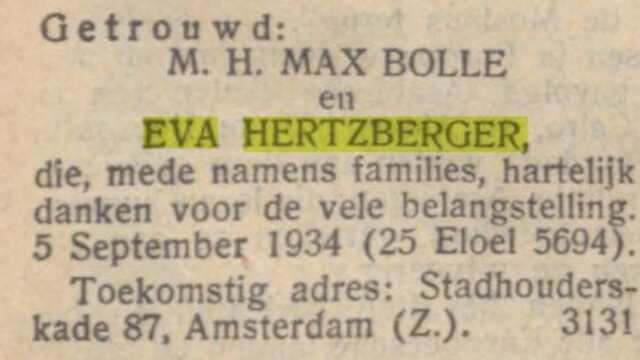 Getrouwd:
M. H. MAX BOLLE
en
EVA HERTZBERGER,
die, mede namens families, hartelijk
danken voor de vele belangstelling.
5 September 1934 (25 Eloel 5694).
Toekomstig adres: Stadhouders-
kade 87, Amsterdam (Z.). 3131